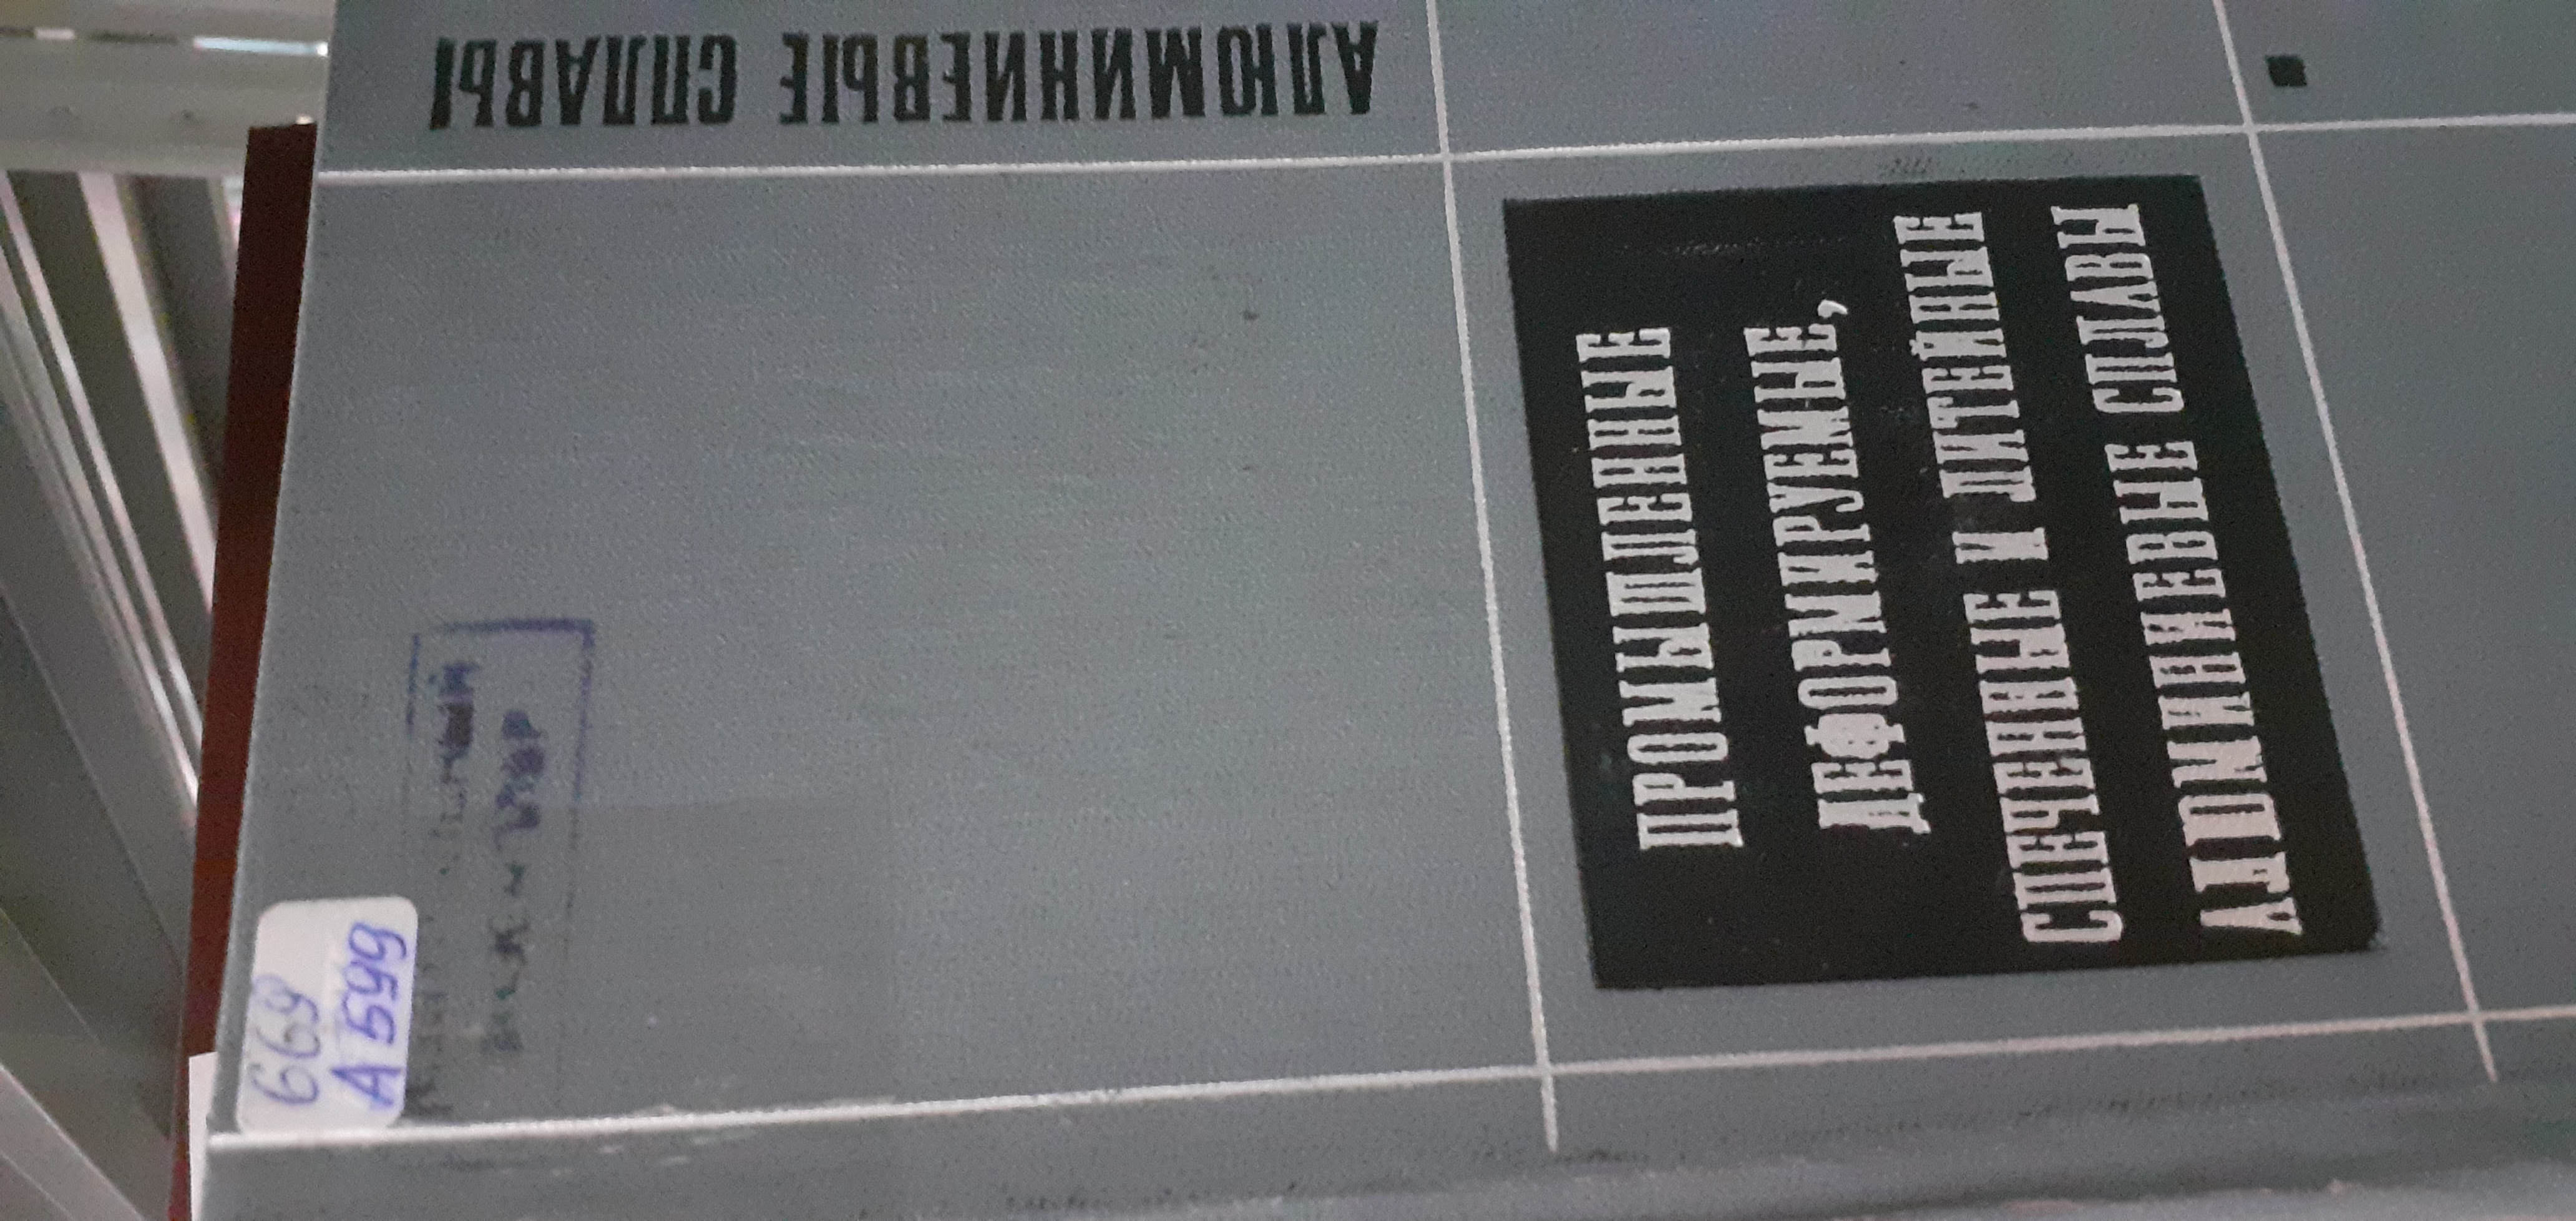 АЛЮМИНИЕВЫЕ СПЛАВЫ
ПРОМЫШЛЕННЫЕ
ДЕФОРМИРУЕМЫЕ,
СПЕЧЕННЫЕ И ЛИТЕЙНЫЕ
АЛЮМИНИЕВЫЕ СПЛАВЫ
669
А 599